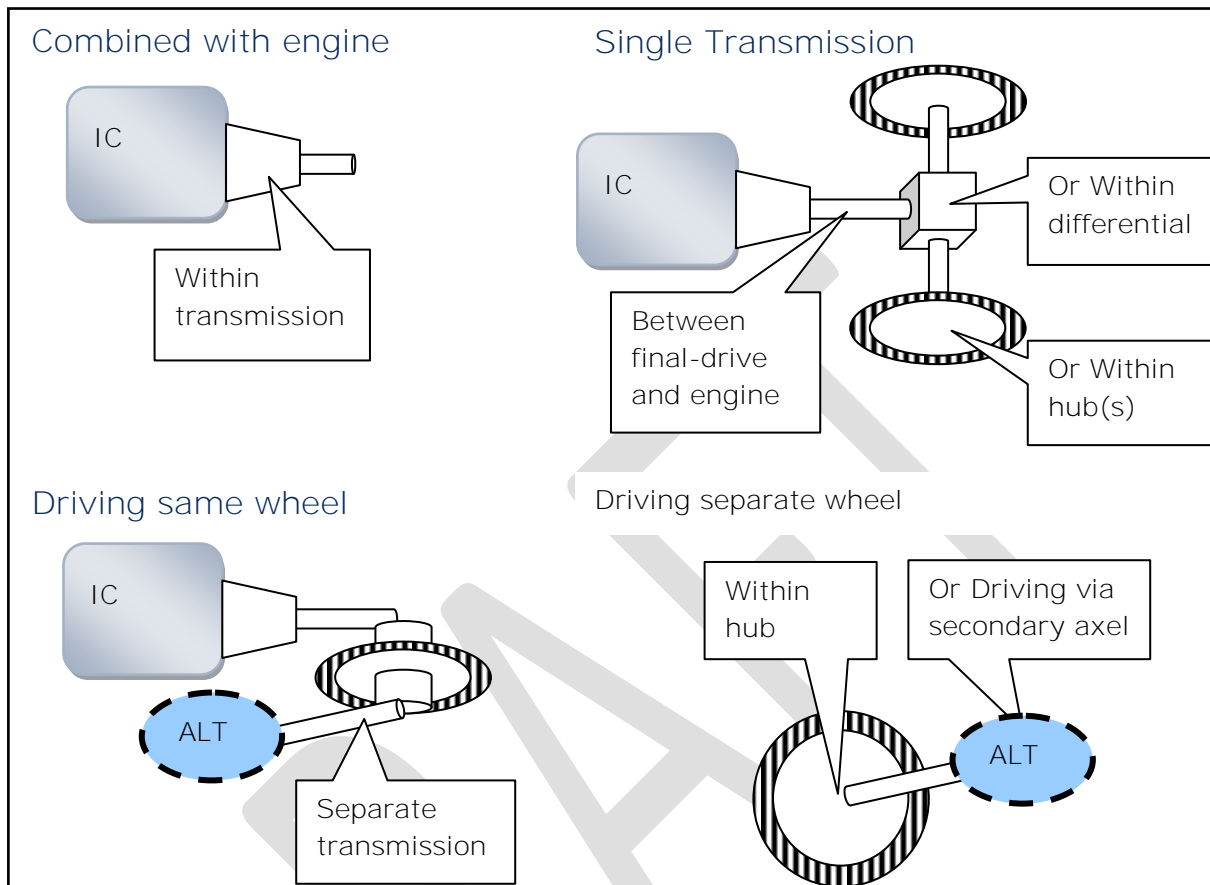 Combined with engine
IC
Within
transmission
Single Transmission
IC
Or Within
differential
Between
final-drive
and engine
Or Within
hub(s)
Driving same wheel
IC
ALT
Separate
transmission
Driving separate wheel
Within
hub
Or Driving via
secondary axel
ALT
DRAFT